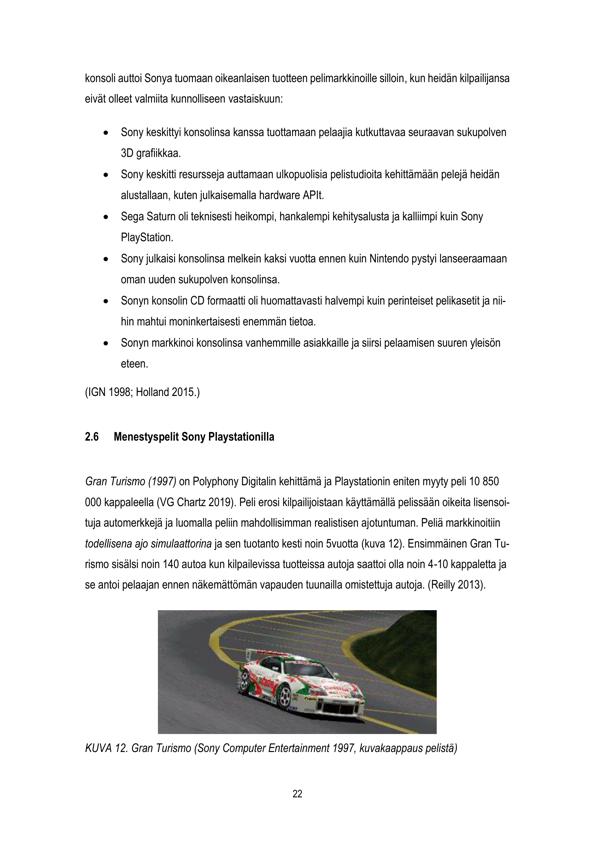 konsoli auttoi Sonya tuomaan oikeanlaisen tuotteen pelimarkkinoille silloin, kun heidän kilpailijansa
eivät olleet valmiita kunnolliseen vastaiskuun:
• Sony keskittyi konsolinsa kanssa tuottamaan pelaajia kutkuttavaa seuraavan sukupolven
3D grafiikkaa.
• Sony keskitti resursseja auttamaan ulkopuolisia pelistudioita kehittämään pelejä heidän
alustallaan, kuten julkaisemalla hardware APIt.
• Sega Saturn oli teknisesti heikompi, hankalempi kehitysalusta ja kalliimpi kuin Sony
PlayStation.
• Sony julkaisi konsolinsa melkein kaksi vuotta ennen kuin Nintendo pystyi lanseeraamaan
oman uuden sukupolven konsolinsa.
• Sonyn konsolin CD formaatti oli huomattavasti halvempi kuin perinteiset pelikasetit ja nii-
hin mahtui moninkertaisesti enemmän tietoa.
• Sonyn markkinoi konsolinsa vanhemmille asiakkaille ja siirsi pelaamisen suuren yleisön
eteen.
(IGN 1998; Holland 2015.)
2.6 Menestyspelit Sony Playstationilla
Gran Turismo (1997) on Polyphony Digitalin kehittämä ja Playstationin eniten myyty peli 10 850
000 kappaleella (VG Chartz 2019). Peli erosi kilpailijoistaan käyttämällä pelissään oikeita lisensoi-
tuja automerkkejä ja luomalla peliin mahdollisimman realistisen ajotuntuman. Peliä markkinoitiin
todellisena ajo simulaattorina ja sen tuotanto kesti noin 5vuotta (kuva 12). Ensimmäinen Gran Tu-
rismo sisälsi noin 140 autoa kun kilpailevissa tuotteissa autoja saattoi olla noin 4-10 kappaletta ja
se antoi pelaajan ennen näkemättömän vapauden tuunailla omistettuja autoja. (Reilly 2013).
KUVA 12. Gran Turismo (Sony Computer Entertainment 1997, kuvakaappaus pelistä)
22